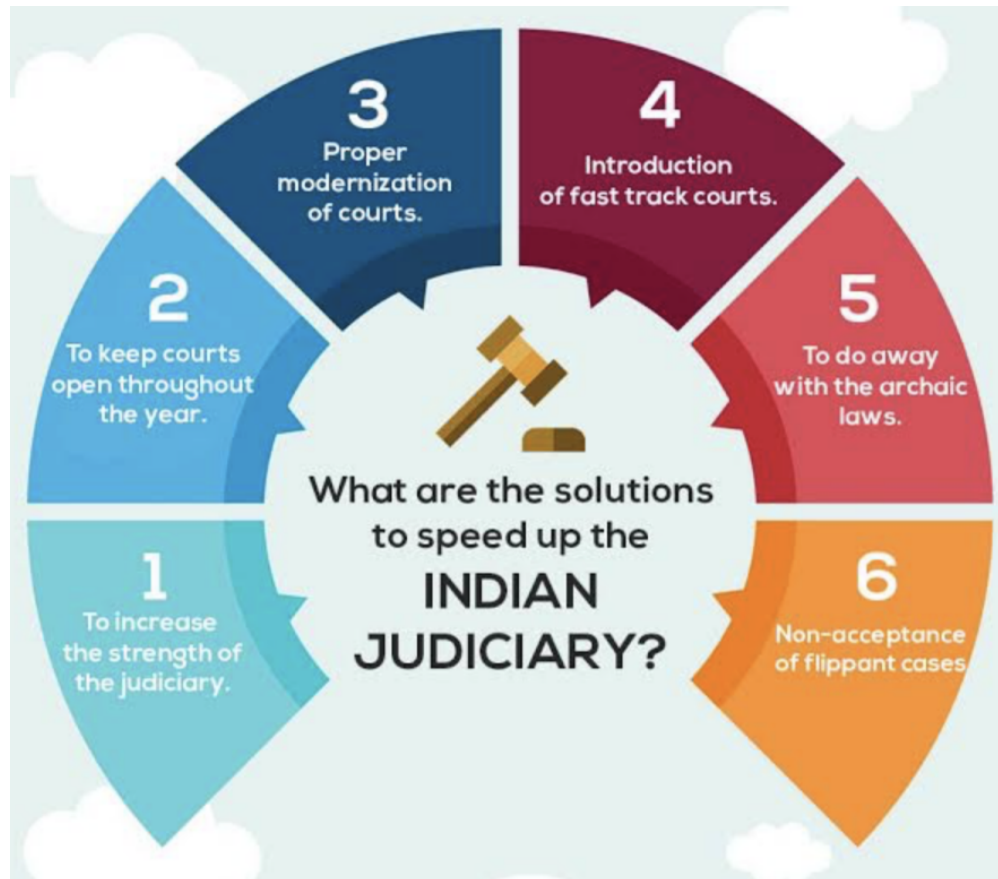 What are the solutions
to speed up the
INDIAN
JUDICIARY?
1
To increase
the strength of
the judiciary.
2
To keep courts
open throughout
the year.
3
Proper
modernization
of courts.
4
Introduction
of fast track courts.
5
To do away
with the archaic
laws.
6
Non-acceptance
of flippant cases